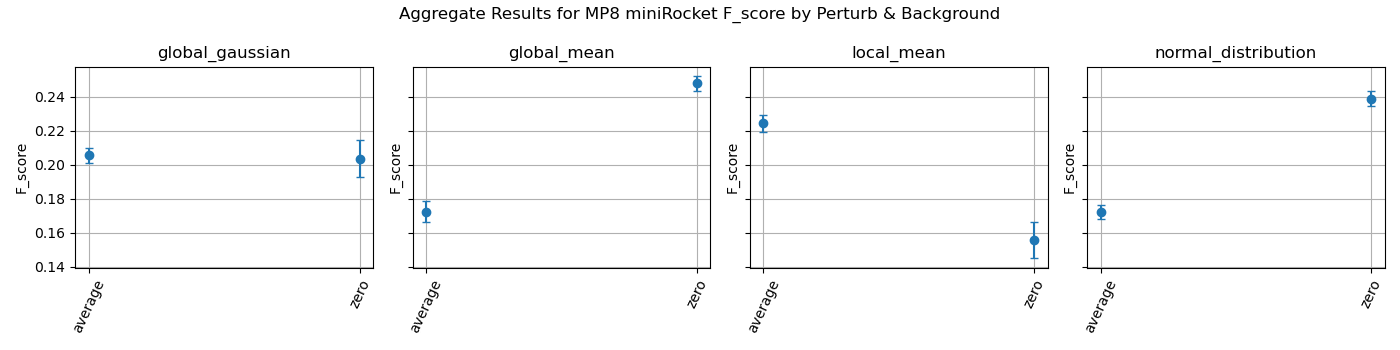 Aggregate Results for MP8 miniRocket F_score by Perturb & Background
global_gaussian
global_mean
local_mean
normal_distribution
0.24
0.22
0.20
0.18
0.16
0.14
F_score
F_score
F_score
F_score
average
zero
average
zero
average
zero
average
zero